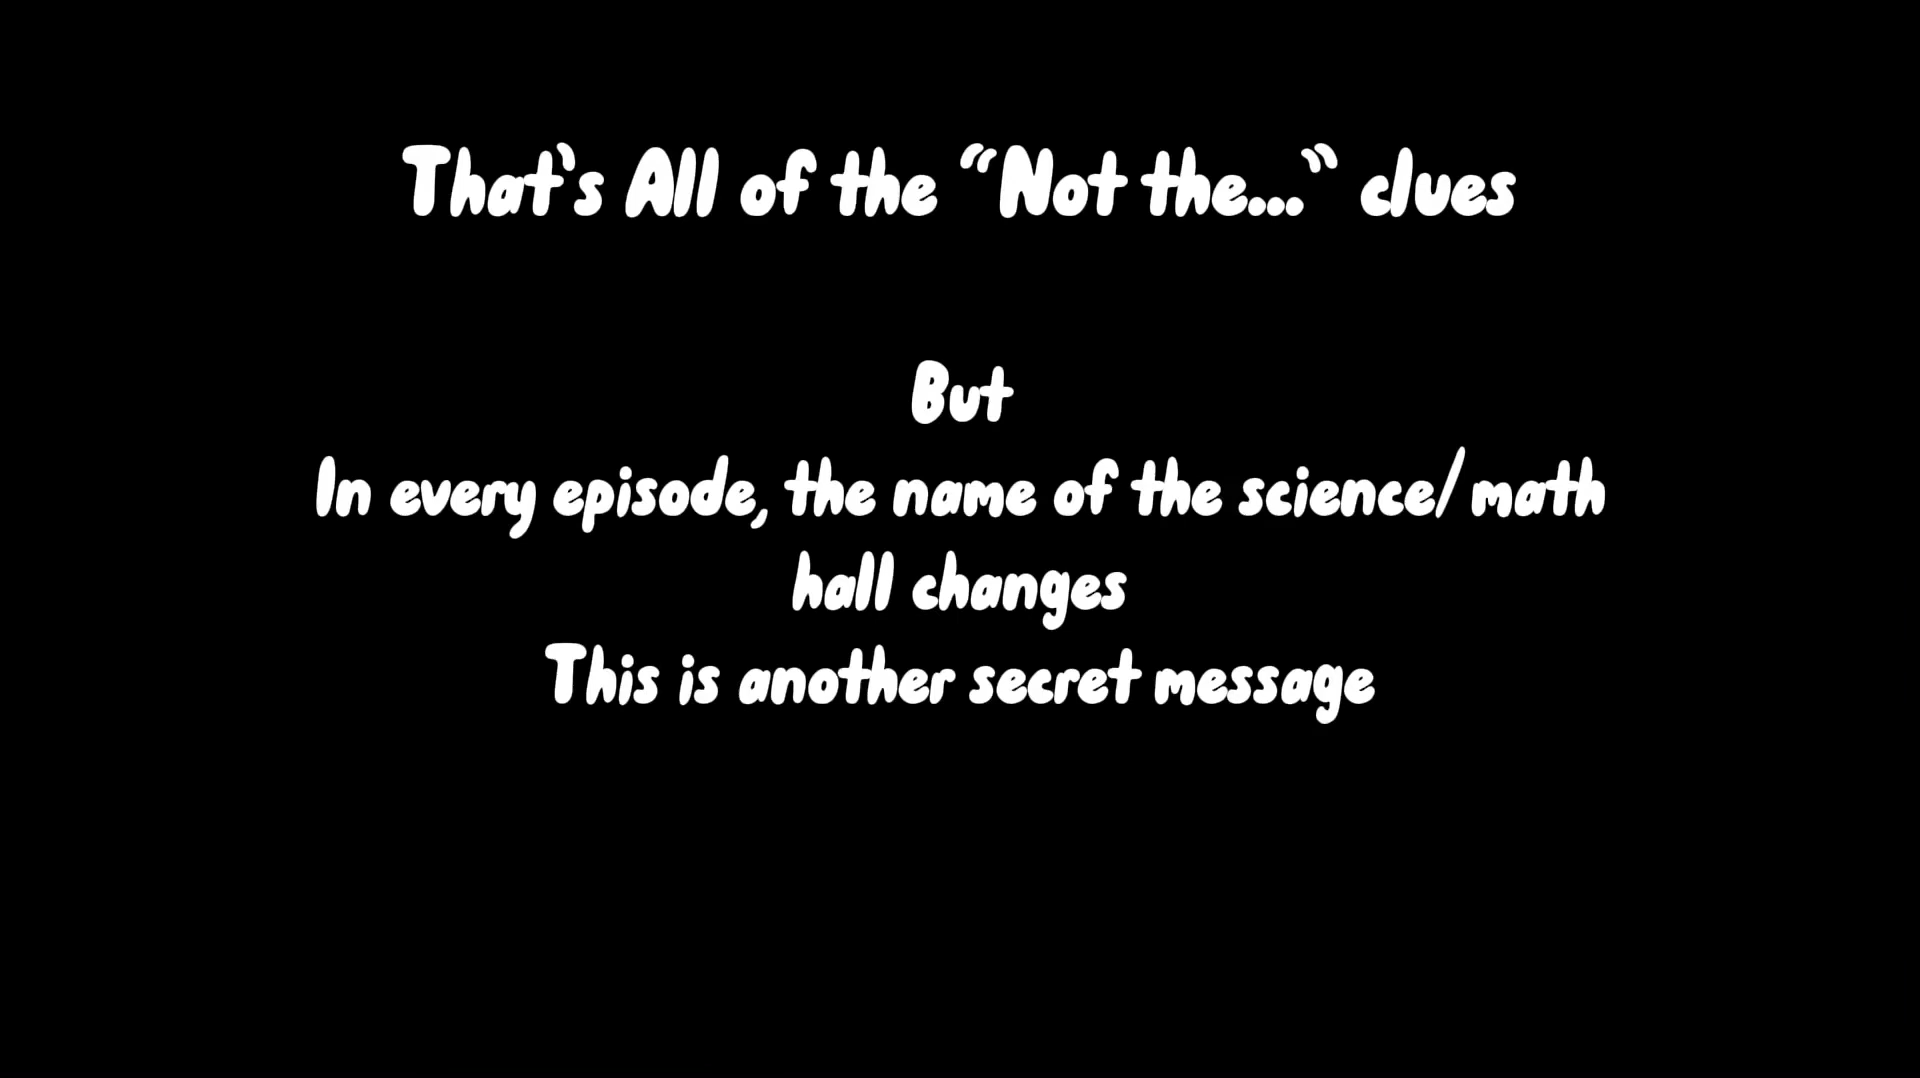 That's All of the “Not the...” clues
But
In every episode, the name of the science/math
hall changes
This is another secret message